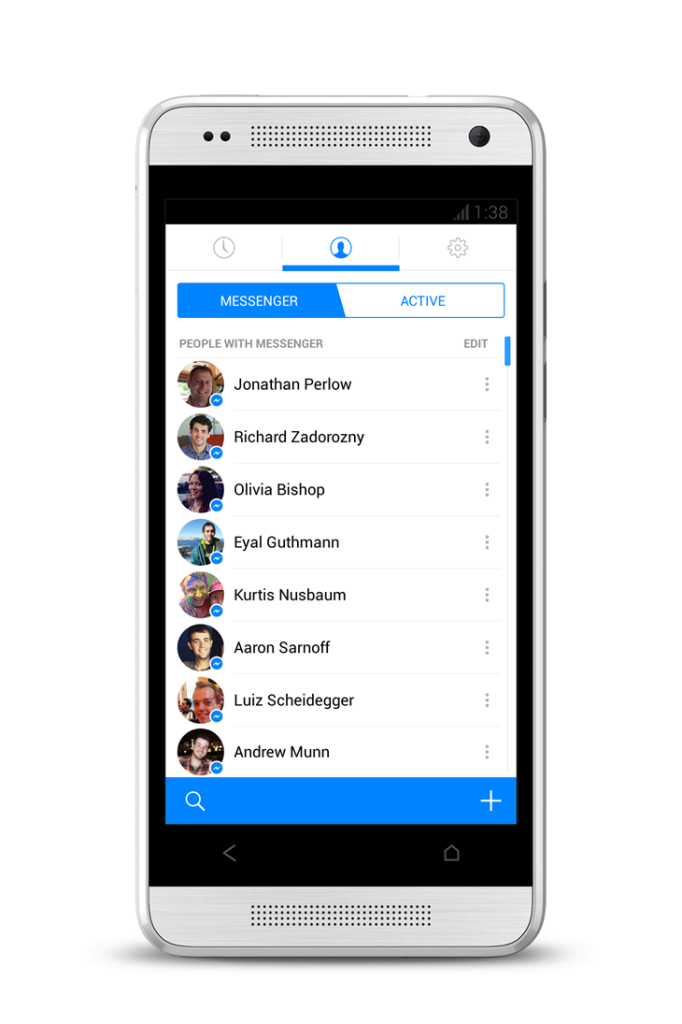 1:38
MESSENGER
ACTIVE
PEOPLE WITH MESSENGER
EDIT
Jonathan Perlow
Richard Zadorozny
Olivia Bishop
Eyal Guthmann
Kurtis Nusbaum
Aaron Sarnoff
Luiz Scheidegger
Andrew Munn